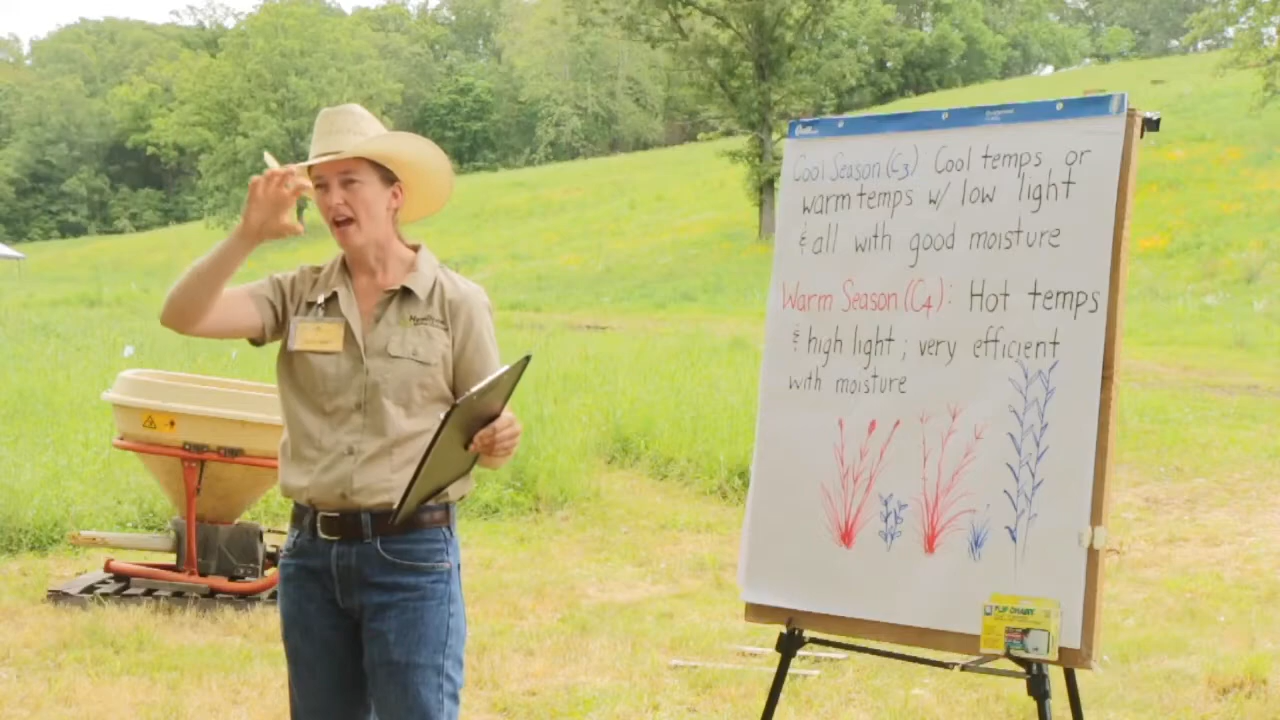 Cool Season (C3) Cool temps or
warm temps w/ low light
& all with good moisture
Warm Season (C4): Hot temps
& high light; very efficient
with moisture
FLIP CHART